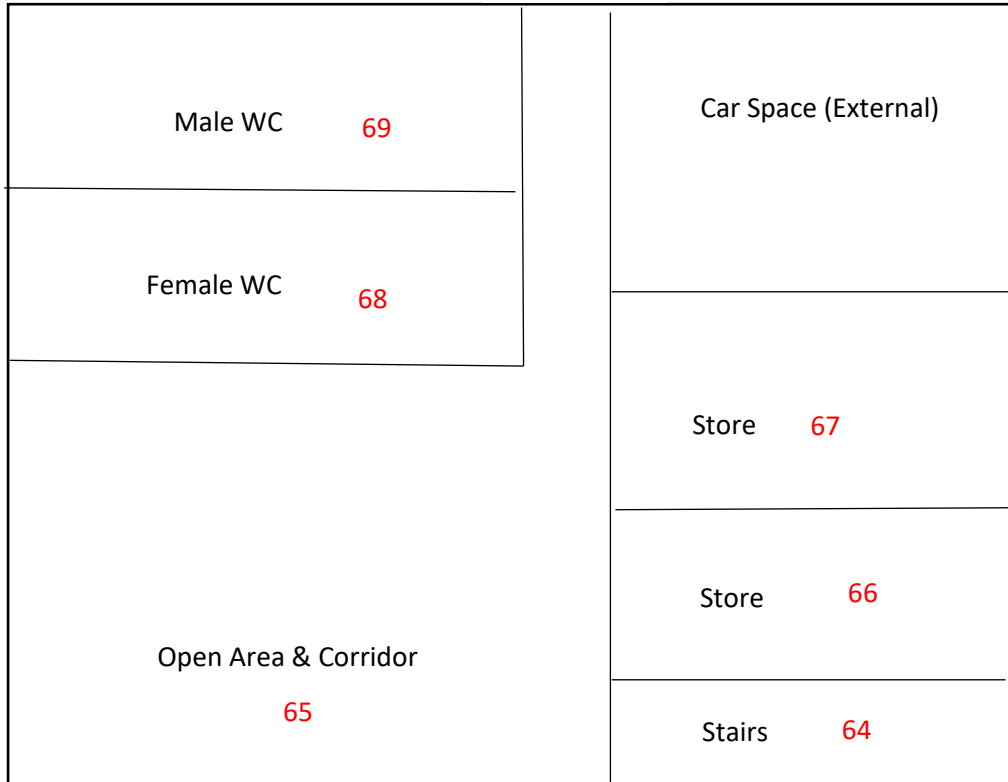 Male WC 69
Car Space (External)
Female WC 68
Store 67
Store 66
Open Area & Corridor
65
Stairs 64